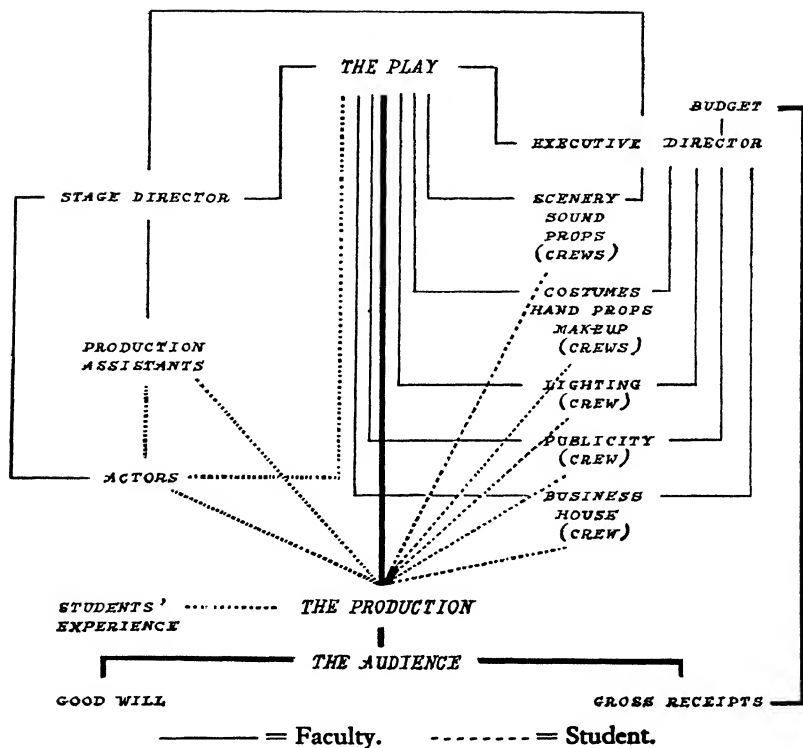 THE PLAY
BUDGET
EXECUTIVE DIRECTOR
STAGE DIRECTOR
SCENERY
SOUND
PROPS
(CREWS)
COSTUMES
HAND PROPS
MAKEUP
(CREWS)
PRODUCTION
ASSISTANTS
LIGHTING
(CREW)
PUBLICITY
(CREW)
ACTORS
BUSINESS
HOUSE
(CREW)
STUDENTS'
EXPERIENCE
THE PRODUCTION
THE AUDIENCE
GOOD WILL
GROSS RECEIPTS
= Faculty. = Student.